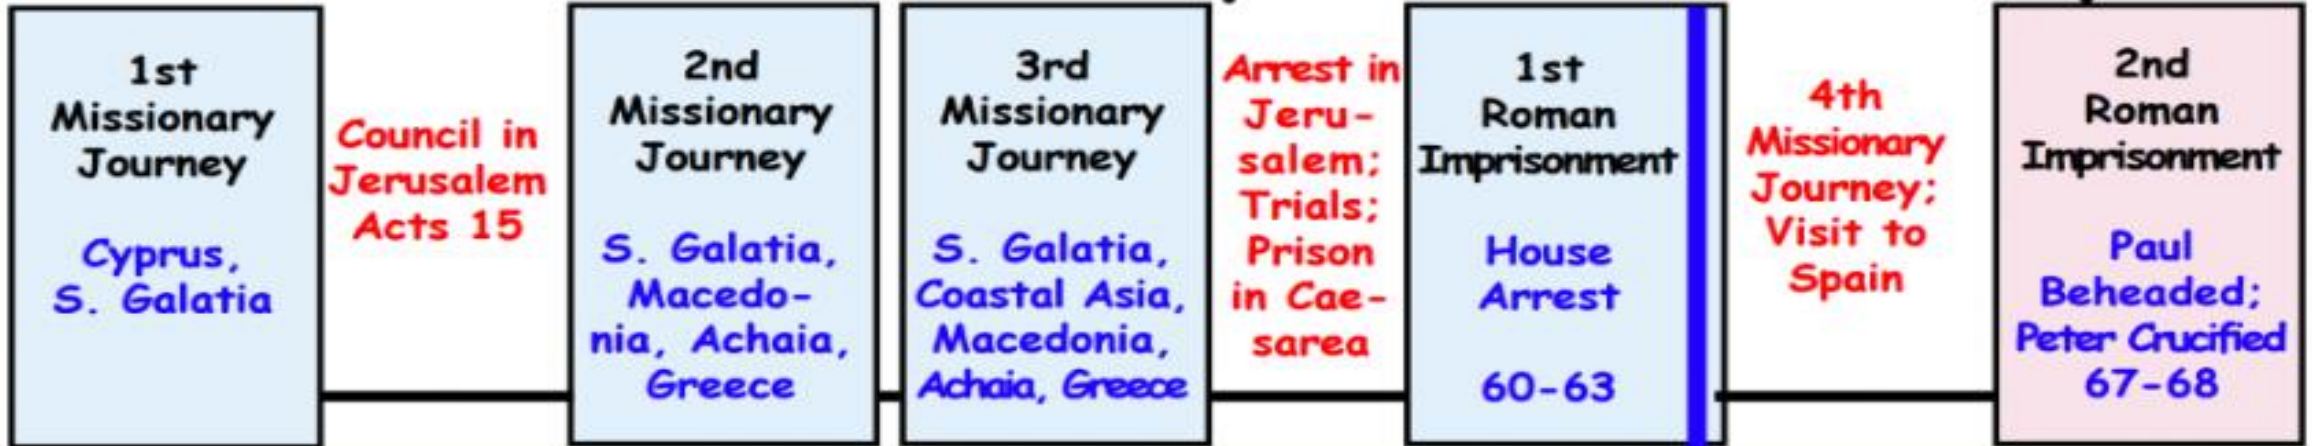 1st
Missionary
Journey
Cyprus,
S. Galatia
Council in
Jerusalem
Acts 15
2nd
Missionary
Journey
S. Galatia,
Macedo-
nia, Achaia,
Greece
3rd
Missionary
Journey
S. Galatia,
Coastal Asia,
Macedonia,
Achaia, Greece
Arrest in
Jeru-
salem;
Trials;
Prison
in Cae-
sarea
1st
Roman
Imprisonment
House
Arrest
60-63
4th
Missionary
Journey;
Visit to
Spain
2nd
Roman
Imprisonment
Paul
Beheaded;
Peter Crucified
67-68